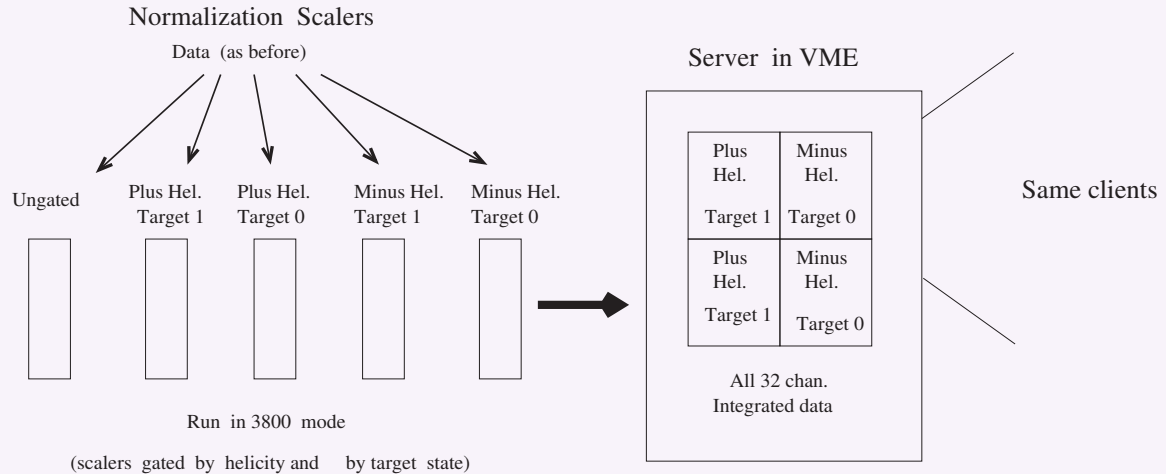 Normalization Scalers
Data (as before)
Ungated
Plus Hel.
Target 1
Plus Hel.
Target 0
Minus Hel.
Target 1
Minus Hel.
Target 0
Run in 3800 mode
(scalers gated by helicity and by target state)
Server in VME
Plus
Hel.
Target 1
Minus
Hel.
Target 0
Plus
Hel.
Target 1
Minus
Hel.
Target 0
All 32 chan.
Integrated data
Same clients